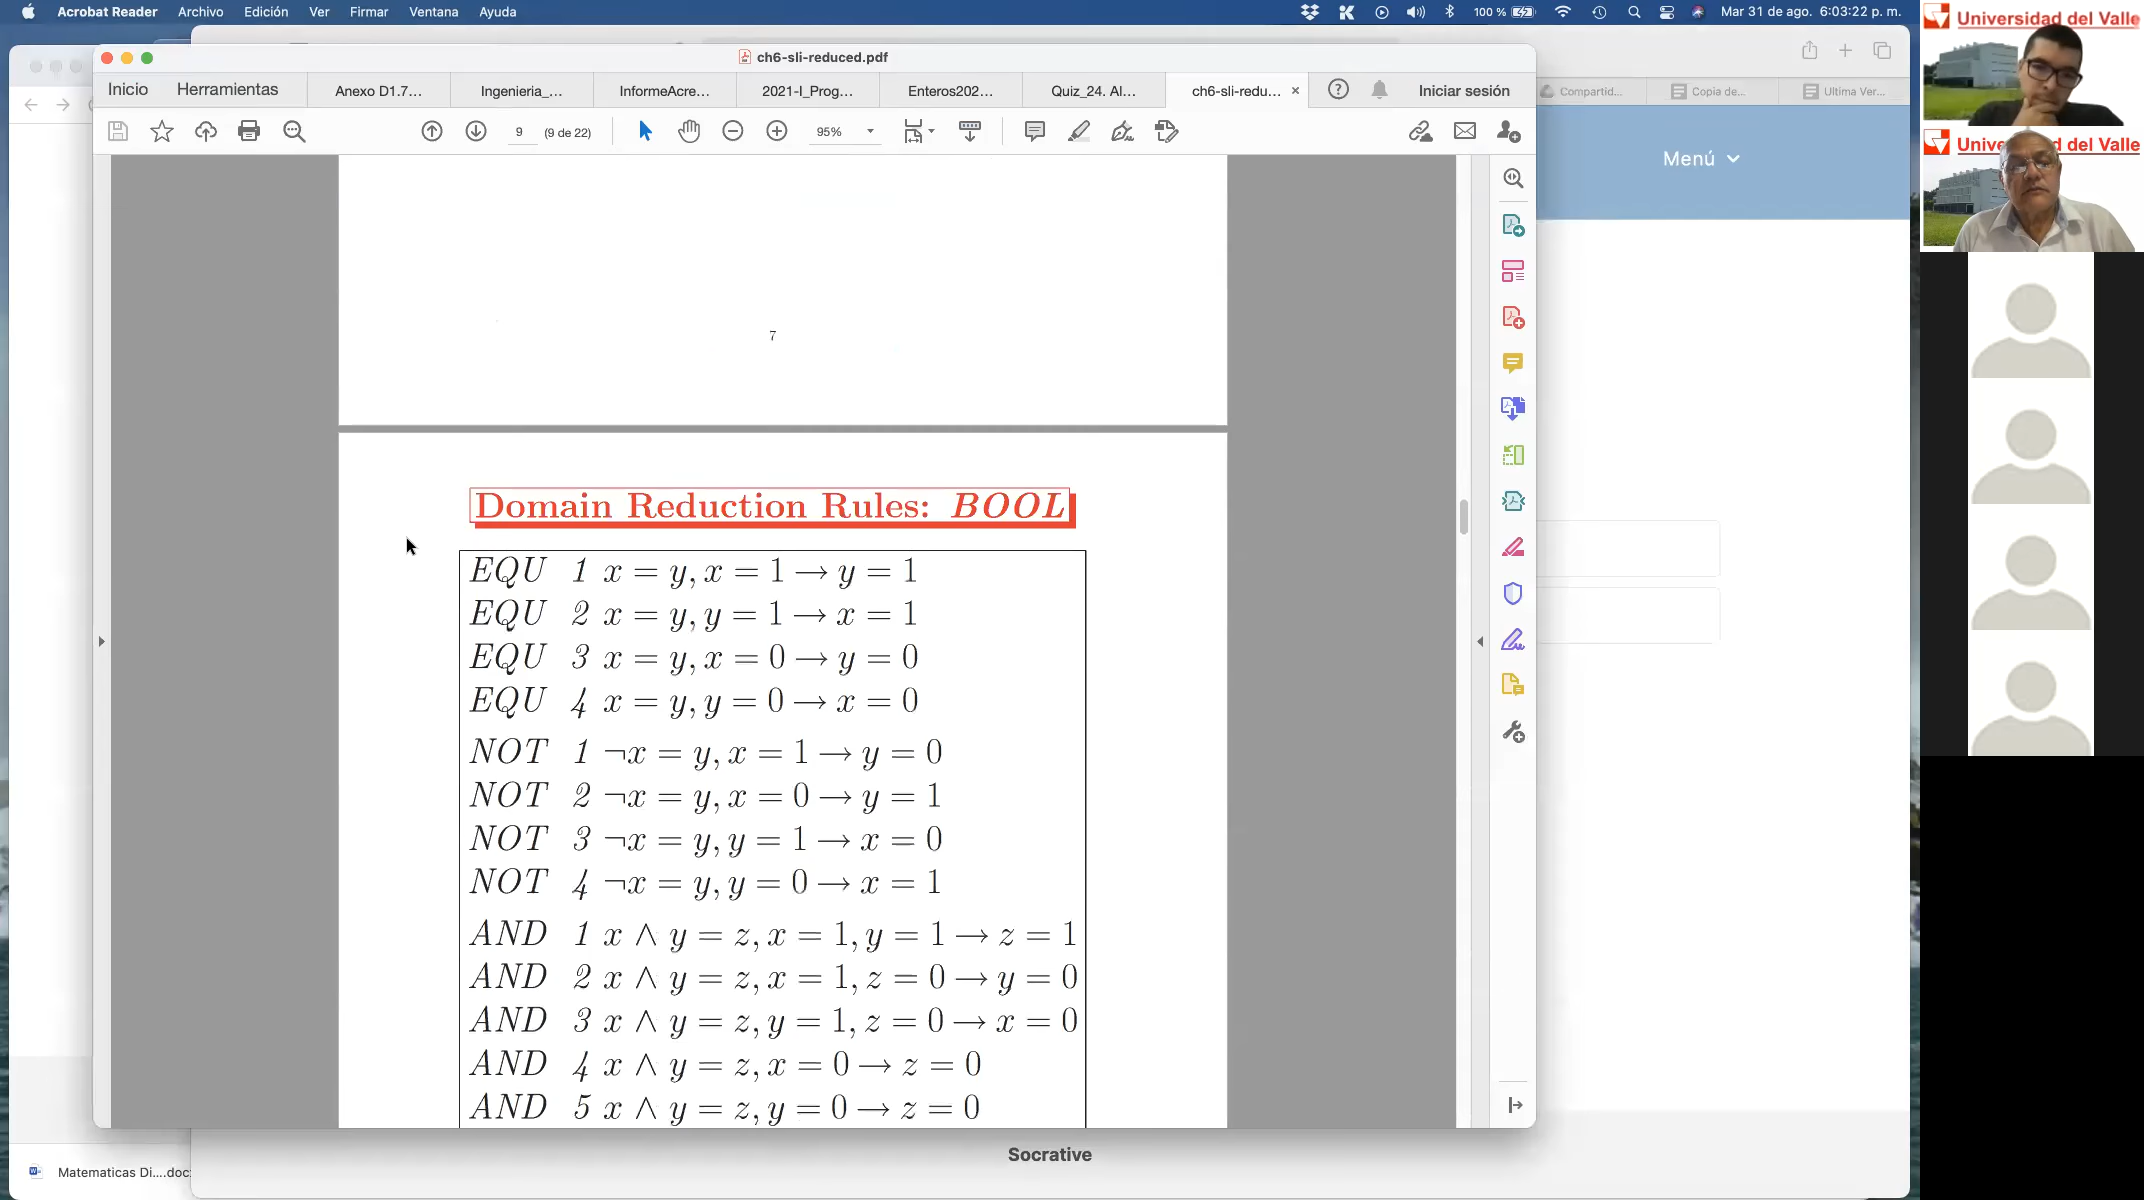 Acrobat Reader Archivo Edición Ver Firmar Ventana Ayuda
100 % Mar 31 de ago. 6:03:22 p. m.
ch6-sli-reduced.pdf
Inicio Herramientas Anexo D1.7... Ingenieria_... InformeAcre... 2021-I_Prog... Enteros202... Quiz_24. Al... ch6-sli-redu... × Iniciar sesión
9 (9 de 22) 95%
Compartid... Copia de... Ultima Ver...
Menú
Universidad del Valle
Unive d del Valle
7
Domain Reduction Rules: BOOL
EQU 1 x = y, x = 1 → y = 1
EQU 2 x = y, y = 1 → x = 1
EQU 3 x = y, x = 0 → y = 0
EQU 4 x = y, y = 0 → x = 0
NOT 1 ¬x = y, x = 1 → y = 0
NOT 2 ¬x = y, x = 0 → y = 1
NOT 3 ¬x = y, y = 1 → x = 0
NOT 4 ¬x = y, y = 0 → x = 1
AND 1 x ∧ y = z, x = 1, y = 1 → z = 1
AND 2 x ∧ y = z, x = 1, z = 0 → y = 0
AND 3 x ∧ y = z, y = 1, z = 0 → x = 0
AND 4 x ∧ y = z, x = 0 → z = 0
AND 5 x ∧ y = z, y = 0 → z = 0
Socrative
Matematicas Di....doc